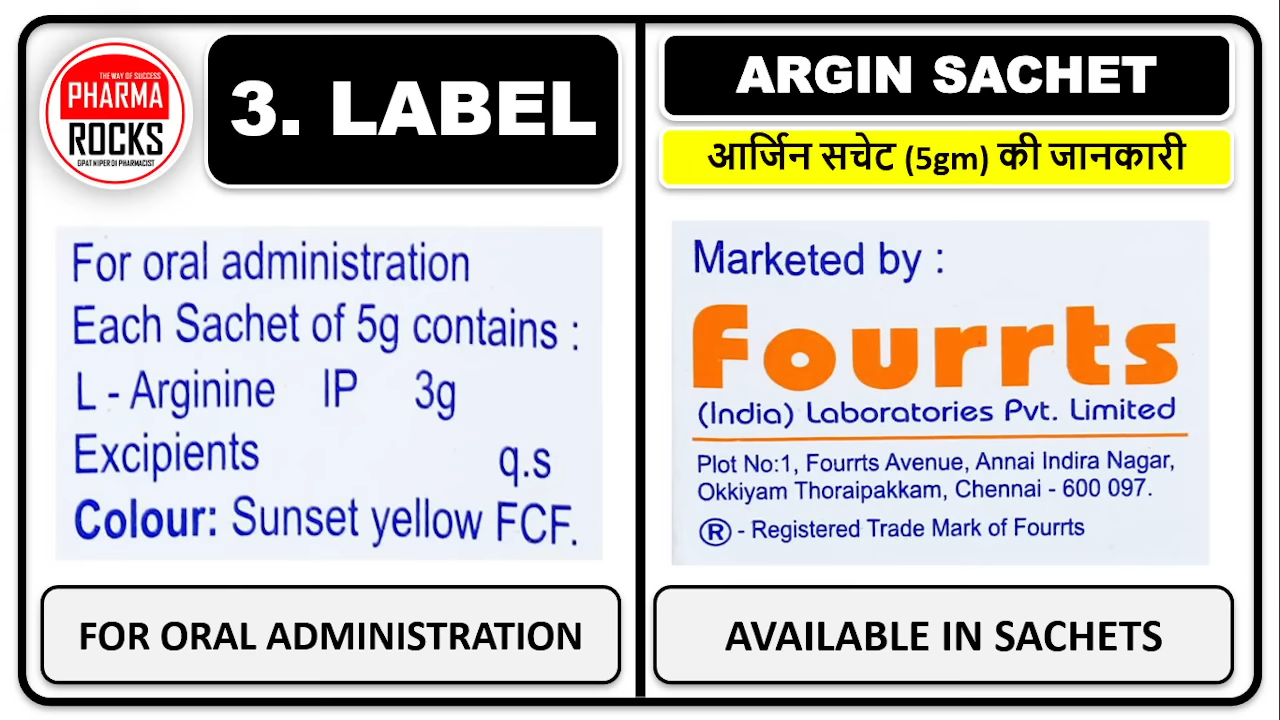 THE WAY OF SUCCESS
PHARMA
ROCKS
GPAT NIPER DI PHARMACIST
3. LABEL
For oral administration
Each Sachet of 5g contains :
L - Arginine IP 3g
Excipients q.s
Colour: Sunset yellow FCF.
FOR ORAL ADMINISTRATION
ARGIN SACHET
आर्जिन सचेट (5gm) की जानकारी
Marketed by :
fourrts
(India) Laboratories Pvt. Limited
Plot No:1, Fourrts Avenue, Annai Indira Nagar,
Okkiyam Thoraipakkam, Chennai - 600 097.
® - Registered Trade Mark of Fourrts
AVAILABLE IN SACHETS